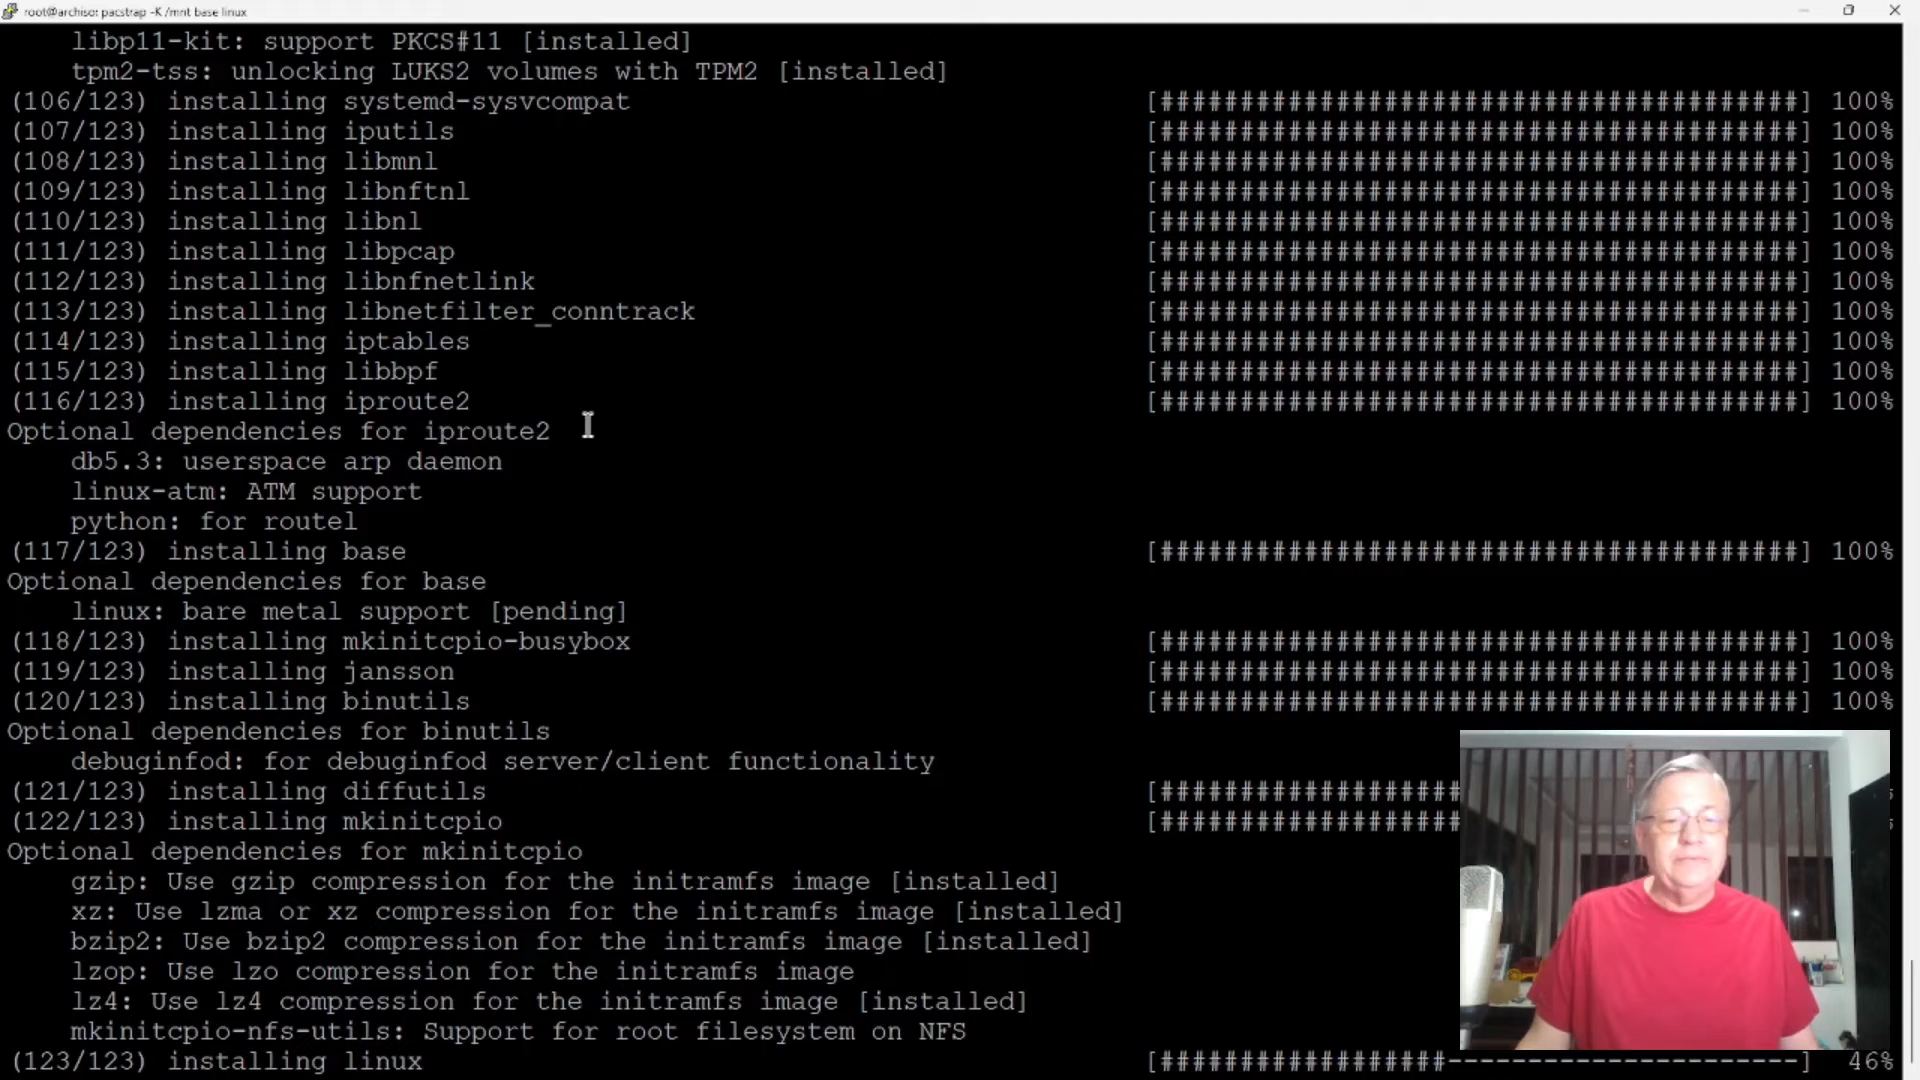 root@archiso: pacstrap -K /mnt base linux
libp11-kit: support PKCS#11 [installed]
tpm2-tss: unlocking LUKS2 volumes with TPM2 [installed]
(106/123) installing systemd-sysvcompat [########################################] 100%
(107/123) installing iputils [########################################] 100%
(108/123) installing libmnl [########################################] 100%
(109/123) installing libnftnl [########################################] 100%
(110/123) installing libnl [########################################] 100%
(111/123) installing libpcap [########################################] 100%
(112/123) installing libnfnetlink [########################################] 100%
(113/123) installing libnetfilter_conntrack [########################################] 100%
(114/123) installing iptables [########################################] 100%
(115/123) installing libbpf [########################################] 100%
(116/123) installing iproute2 [########################################] 100%
Optional dependencies for iproute2
db5.3: userspace arp daemon
linux-atm: ATM support
python: for routel
(117/123) installing base [########################################] 100%
Optional dependencies for base
linux: bare metal support [pending]
(118/123) installing mkinitcpio-busybox [########################################] 100%
(119/123) installing jansson [########################################] 100%
(120/123) installing binutils [########################################] 100%
Optional dependencies for binutils
debuginfod: for debuginfod server/client functionality
(121/123) installing diffutils [###################
(122/123) installing mkinitcpio [###################
Optional dependencies for mkinitcpio
gzip: Use gzip compression for the initramfs image [installed]
xz: Use lzma or xz compression for the initramfs image [installed]
bzip2: Use bzip2 compression for the initramfs image [installed]
lzop: Use lzo compression for the initramfs image
lz4: Use lz4 compression for the initramfs image [installed]
mkinitcpio-nfs-utils: Support for root filesystem on NFS
(123/123) installing linux [##################----------------------] 46%